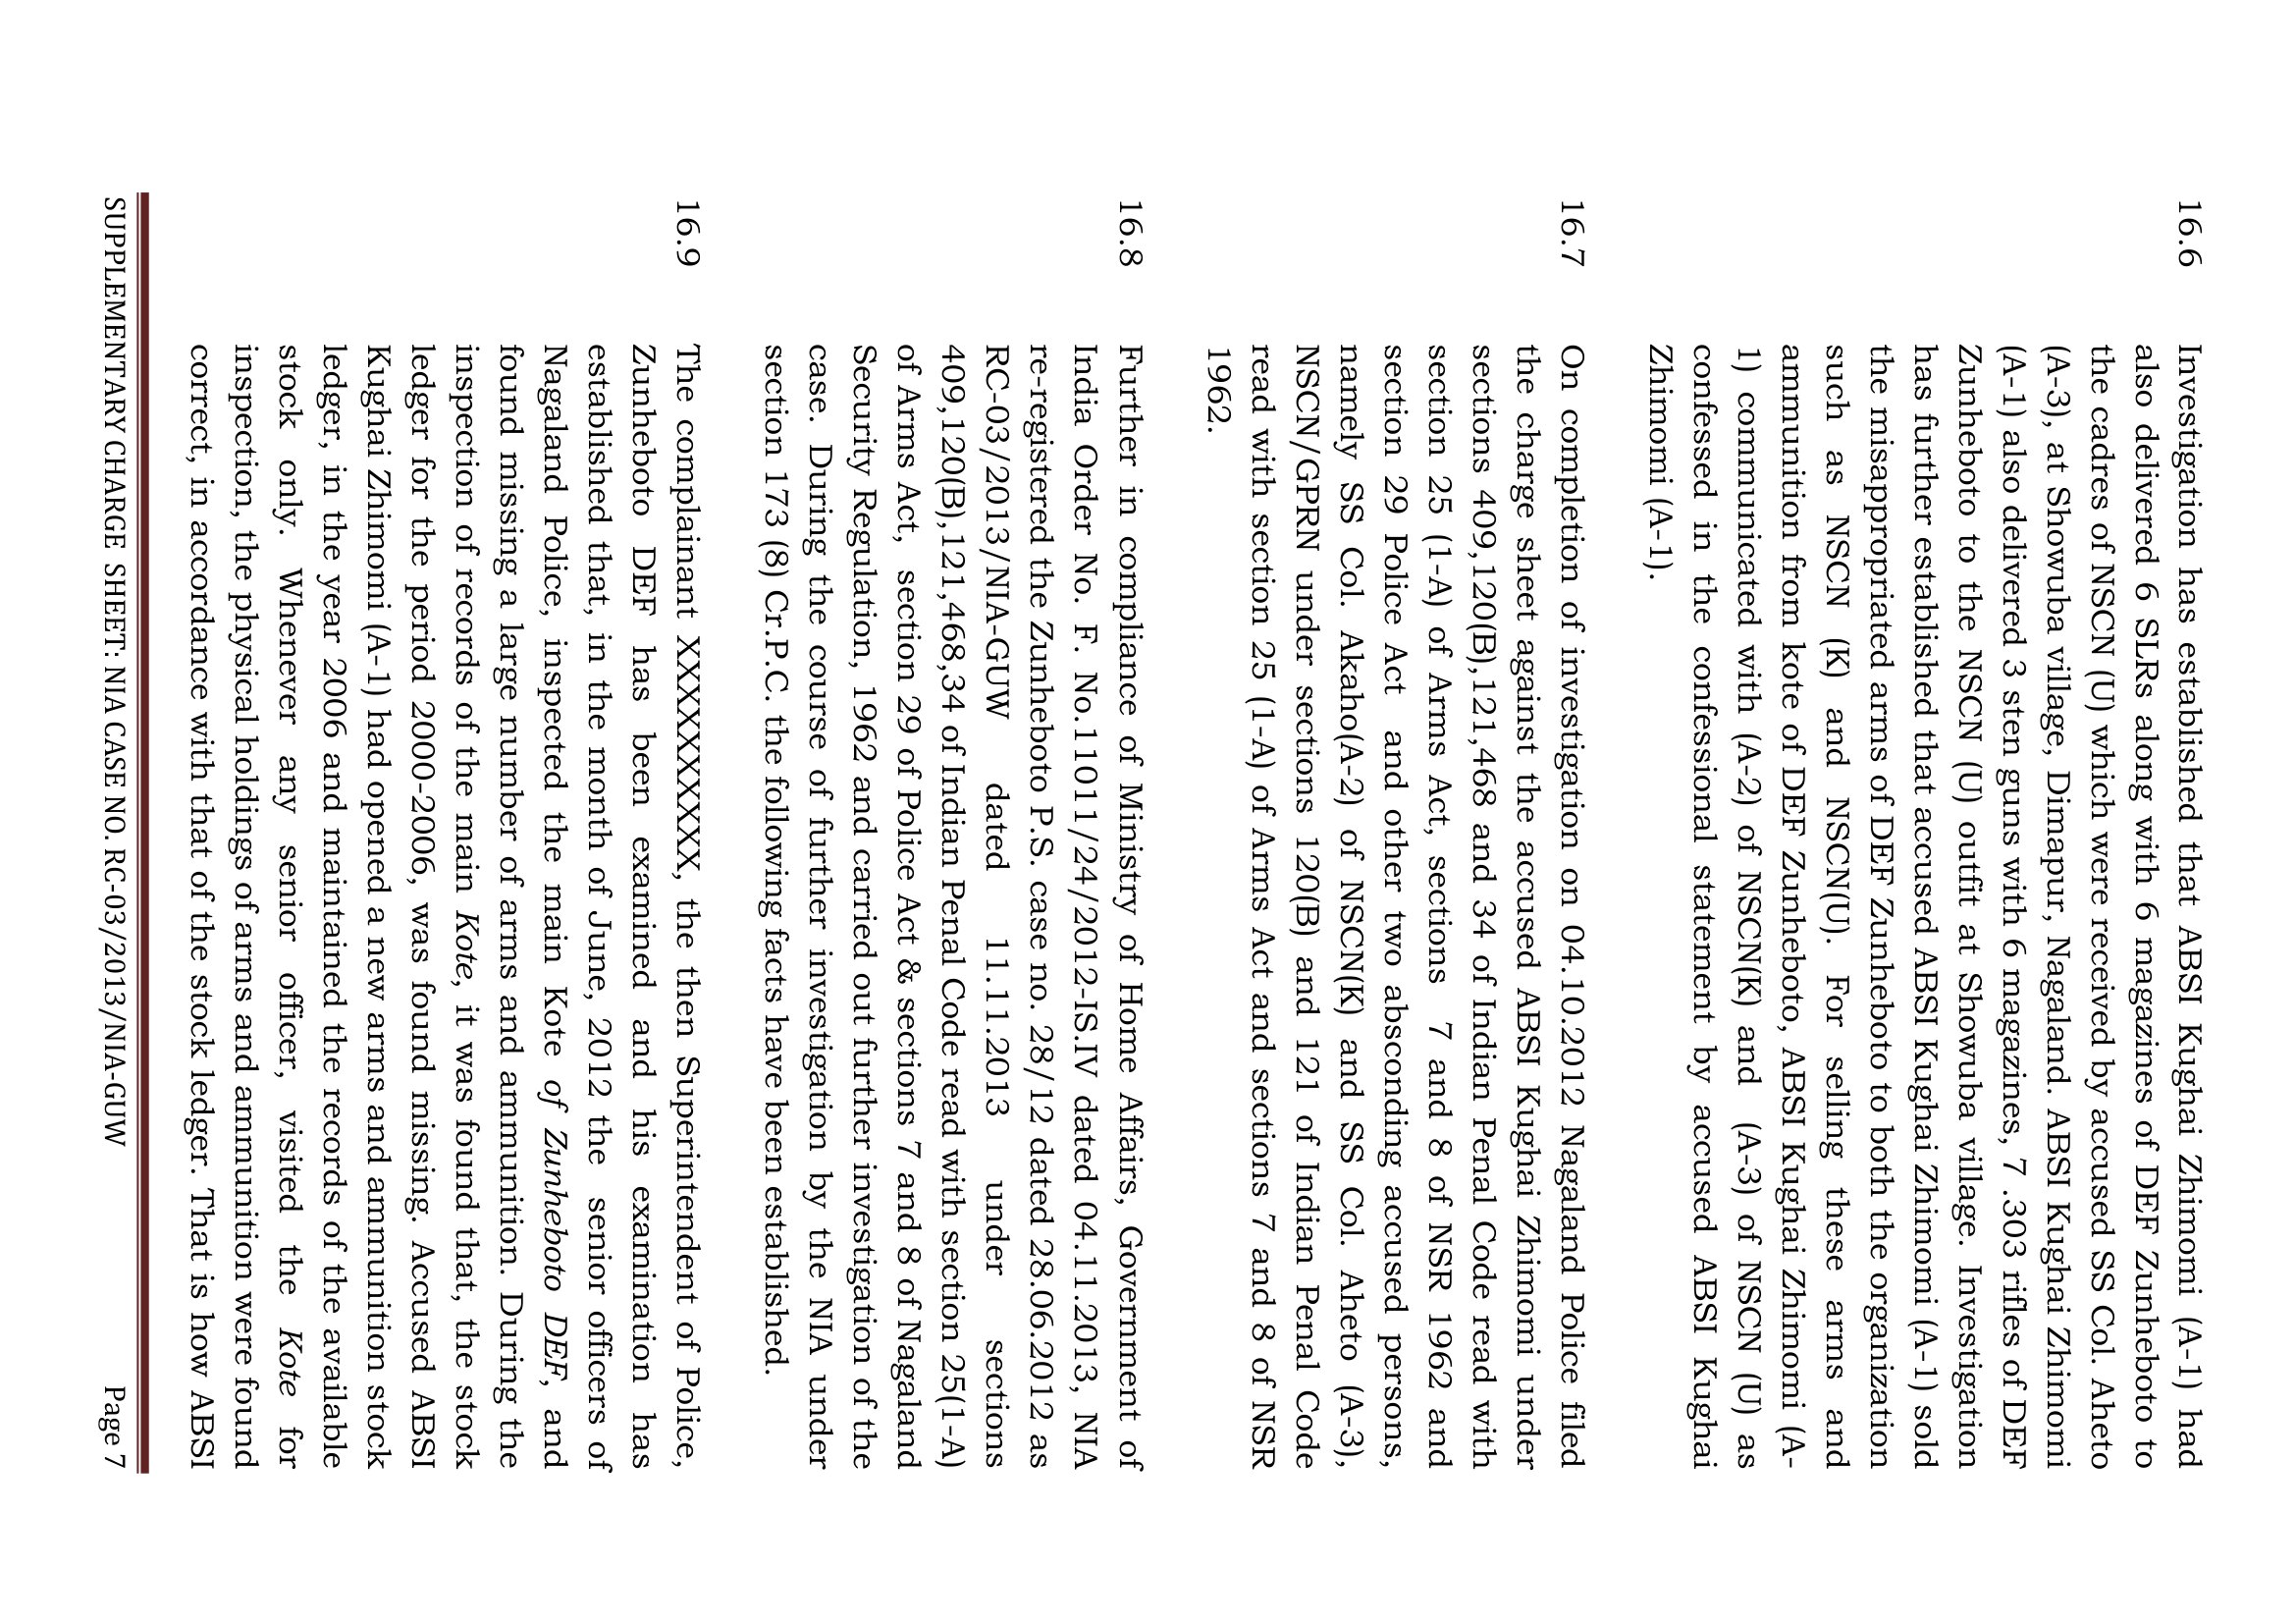 16.6 Investigation has established that ABSI Kughai Zhimomi (A-1) had
also delivered 6 SLRs along with 6 magazines of DEF Zunheboto to
the cadres of NSCN (U) which were received by accused SS Col. Aheto
(A-3), at Showuba village, Dimapur, Nagaland. ABSI Kughai Zhimomi
(A-1) also delivered 3 sten guns with 6 magazines, 7 .303 rifles of DEF
Zunheboto to the NSCN (U) outfit at Showuba village. Investigation
has further established that accused ABSI Kughai Zhimomi (A-1) sold
the misappropriated arms of DEF Zunheboto to both the organization
such as NSCN (K) and NSCN(U). For selling these arms and
ammunition from kote of DEF Zunheboto, ABSI Kughai Zhimomi (A-
1) communicated with (A-2) of NSCN(K) and (A-3) of NSCN (U) as
confessed in the confessional statement by accused ABSI Kughai
Zhimomi (A-1).
16.7 On completion of investigation on 04.10.2012 Nagaland Police filed
the charge sheet against the accused ABSI Kughai Zhimomi under
sections 409,120(B),121,468 and 34 of Indian Penal Code read with
section 25 (1-A) of Arms Act, sections 7 and 8 of NSR 1962 and
section 29 Police Act and other two absconding accused persons,
namely SS Col. Akaho(A-2) of NSCN(K) and SS Col. Aheto (A-3),
NSCN/GPRN under sections 120(B) and 121 of Indian Penal Code
read with section 25 (1-A) of Arms Act and sections 7 and 8 of NSR
1962.
16.8 Further in compliance of Ministry of Home Affairs, Government of
India Order No. F. No.11011/24/2012-IS.IV dated 04.11.2013, NIA
re-registered the Zunheboto P.S. case no. 28/12 dated 28.06.2012 as
RC-03/2013/NIA-GUW dated 11.11.2013 under sections
409,120(B),121,468,34 of Indian Penal Code read with section 25(1-A)
of Arms Act, section 29 of Police Act & sections 7 and 8 of Nagaland
Security Regulation, 1962 and carried out further investigation of the
case. During the course of further investigation by the NIA under
section 173 (8) Cr.P.C. the following facts have been established.
16.9 The complainant XXXXXXXXXXX, the then Superintendent of Police,
Zunheboto DEF has been examined and his examination has
established that, in the month of June, 2012 the senior officers of
Nagaland Police, inspected the main Kote of Zunheboto DEF, and
found missing a large number of arms and ammunition. During the
inspection of records of the main Kote, it was found that, the stock
ledger for the period 2000-2006, was found missing. Accused ABSI
Kughai Zhimomi (A-1) had opened a new arms and ammunition stock
ledger, in the year 2006 and maintained the records of the available
stock only. Whenever any senior officer, visited the Kote for
inspection, the physical holdings of arms and ammunition were found
correct, in accordance with that of the stock ledger. That is how ABSI
SUPPLEMENTARY CHARGE SHEET: NIA CASE NO. RC-03/2013/NIA-GUW Page 7